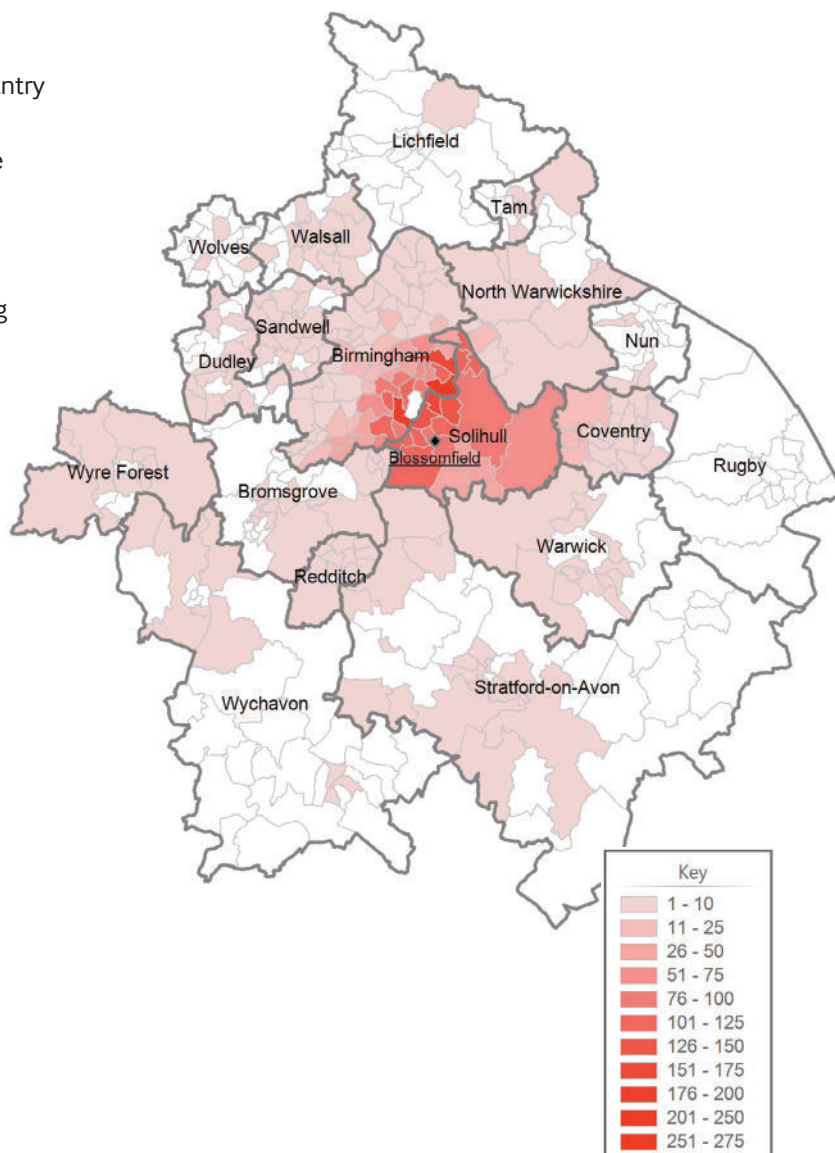 ntry
e
g
Lichfield
Tam
Wolves
Walsall
North Warwickshire
Sandwell
Nun
Dudley
Birmingham
Coventry
Solihull
Blossomfield
Rugby
Wyre Forest
Bromsgrove
Warwick
Redditch
Stratford-on-Avon
Wychavon
Key
1 - 10
11 - 25
26 - 50
51 - 75
76 - 100
101 - 125
126 - 150
151 - 175
176 - 200
201 - 250
251 - 275